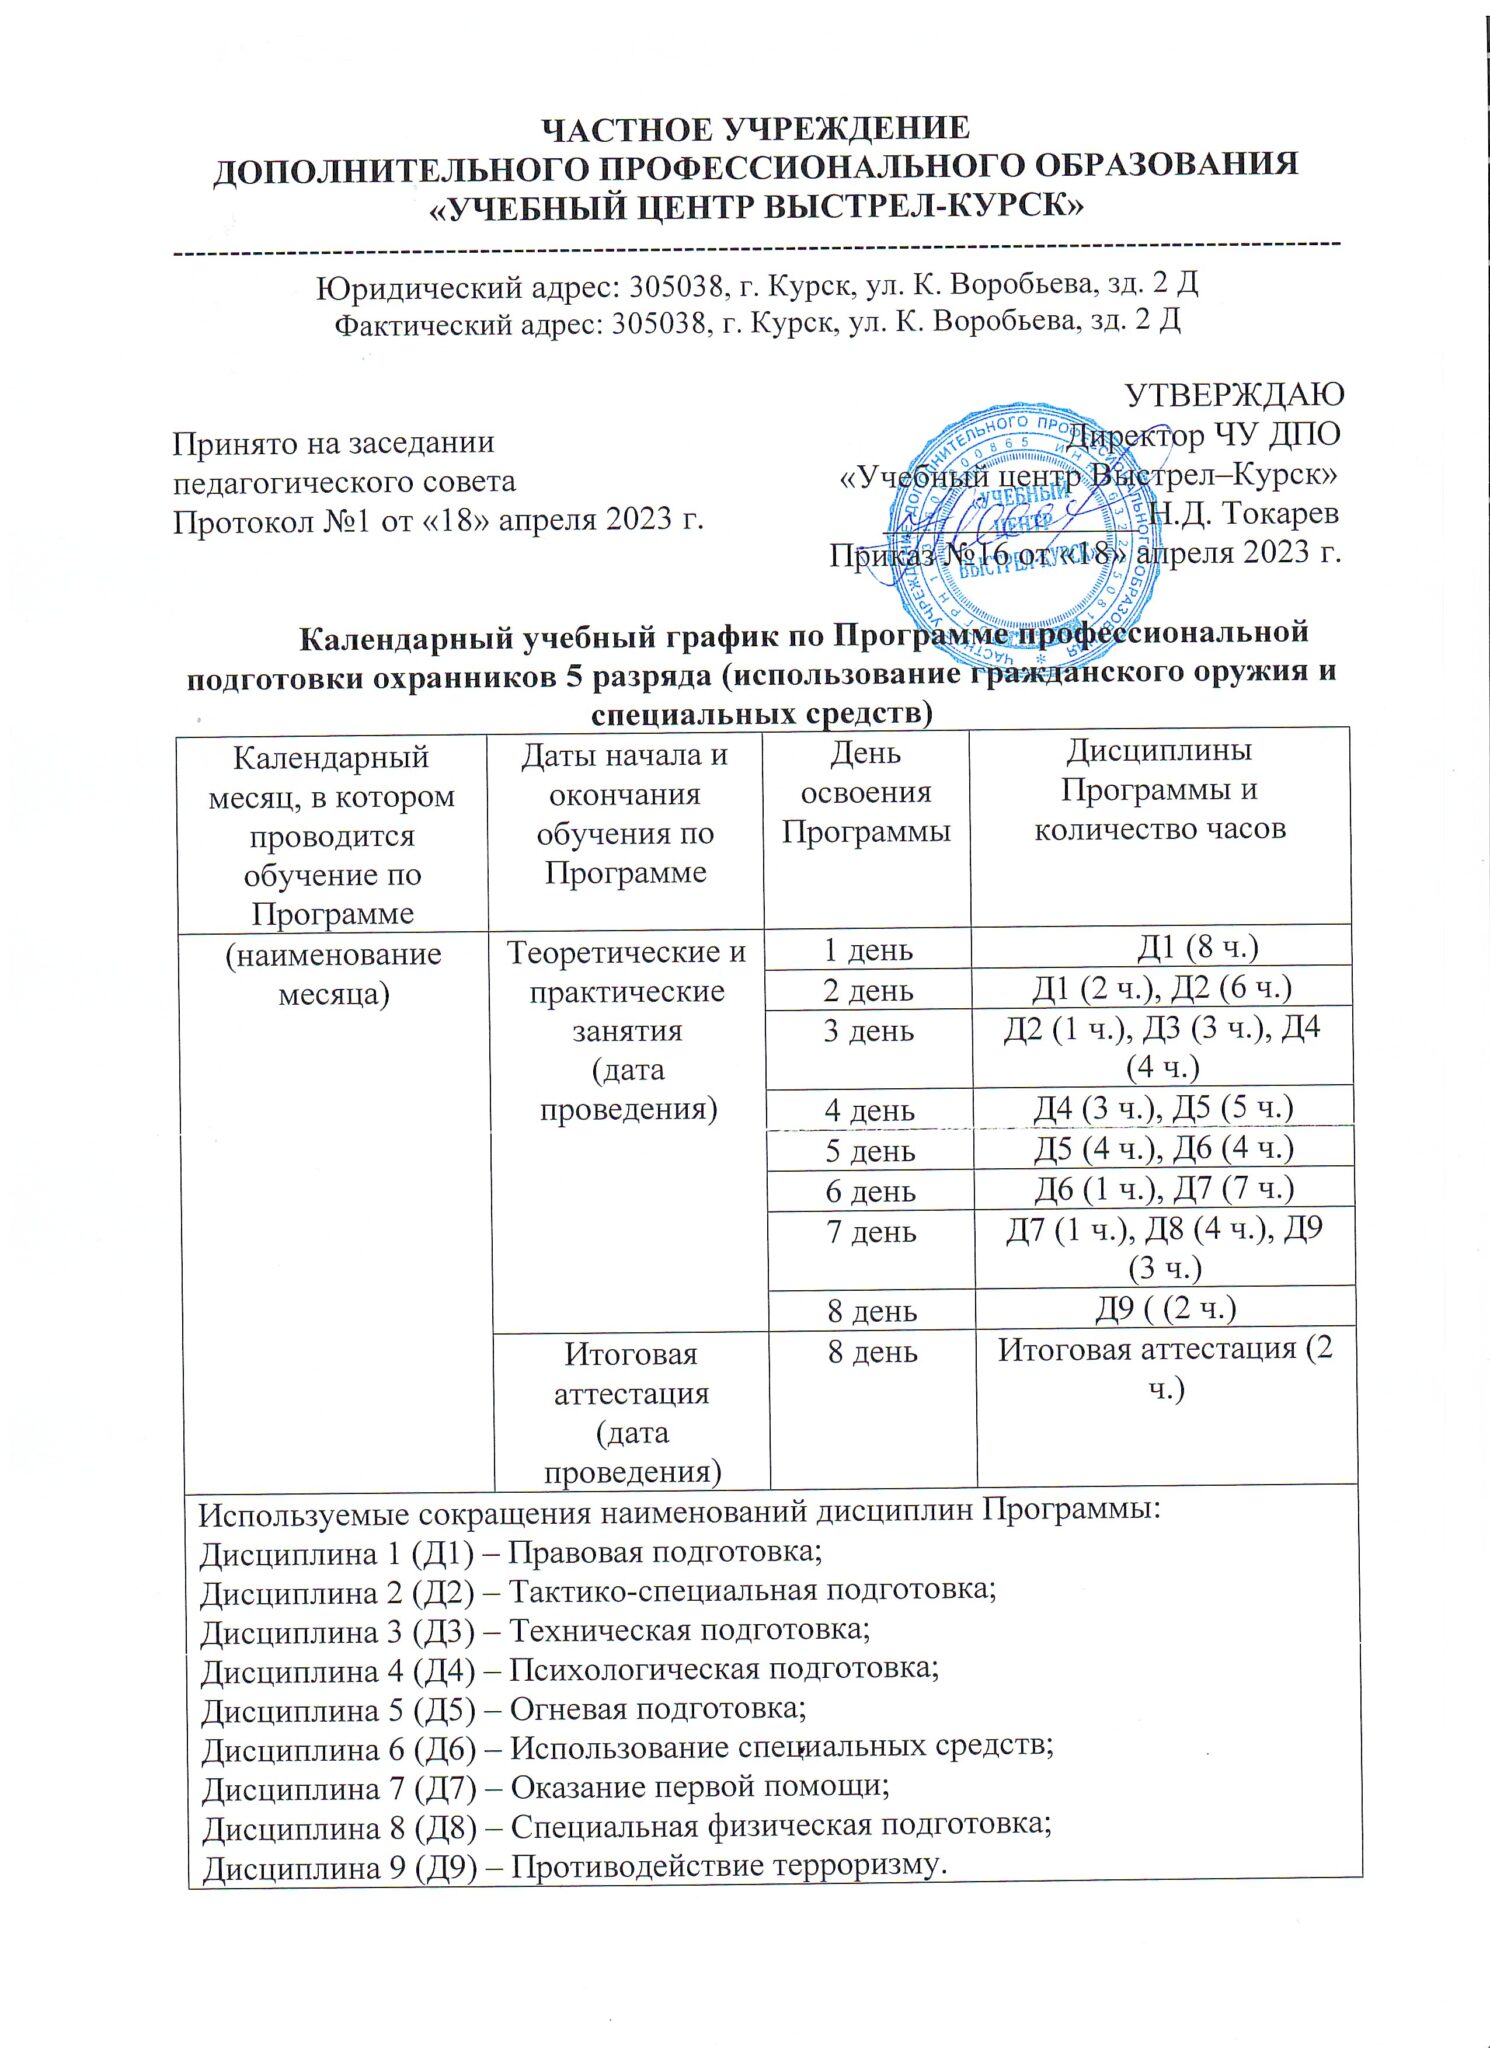 ЧАСТНОЕ УЧРЕЖДЕНИЕ
ДОПОЛНИТЕЛЬНОГО ПРОФЕССИОНАЛЬНОГО ОБРАЗОВАНИЯ
«УЧЕБНЫЙ ЦЕНТР ВЫСТРЕЛ-КУРСК»
Юридический адрес: 305038, г. Курск, ул. К. Воробьева, зд. 2 Д
Фактический адрес: 305038, г. Курск, ул. К. Воробьева, зд. 2 Д
УТВЕРЖДАЮ
Принято на заседании
Директор ЧУ ДПО
педагогического совета
«Учебный центр Выстрел–Курск»
Протокол №1 от «18» апреля 2023 г.
Н.Д. Токарев
Приказ №16 от «18» апреля 2023 г.
«УЧЕБНЫЙ
ЦЕНТР
ВЫСТРЕЛ-КУРСК»
Календарный учебный график по Программе профессиональной
подготовки охранников 5 разряда (использование гражданского оружия и
специальных средств)
Календарный
месяц, в котором
проводится
обучение по
Программе
Даты начала и
окончания
обучения по
Программе
День
освоения
Программы
Дисциплины
Программы и
количество часов
(наименование
месяца)
Теоретические и
практические
занятия
(дата
проведения)
1 день
Д1 (8 ч.)
2 день
Д1 (2 ч.), Д2 (6 ч.)
3 день
Д2 (1 ч.), Д3 (3 ч.), Д4
(4 ч.)
4 день
Д4 (3 ч.), Д5 (5 ч.)
5 день
Д5 (4 ч.), Д6 (4 ч.)
6 день
Д6 (1 ч.), Д7 (7 ч.)
7 день
Д7 (1 ч.), Д8 (4 ч.), Д9
(3 ч.)
8 день
Д9 ( (2 ч.)
Итоговая
аттестация
(дата
проведения)
8 день
Итоговая аттестация (2
ч.)
Используемые сокращения наименований дисциплин Программы:
Дисциплина 1 (Д1) – Правовая подготовка;
Дисциплина 2 (Д2) – Тактико-специальная подготовка;
Дисциплина 3 (Д3) – Техническая подготовка;
Дисциплина 4 (Д4) – Психологическая подготовка;
Дисциплина 5 (Д5) – Огневая подготовка;
Дисциплина 6 (Д6) – Использование специальных средств;
Дисциплина 7 (Д7) – Оказание первой помощи;
Дисциплина 8 (Д8) – Специальная физическая подготовка;
Дисциплина 9 (Д9) – Противодействие терроризму.